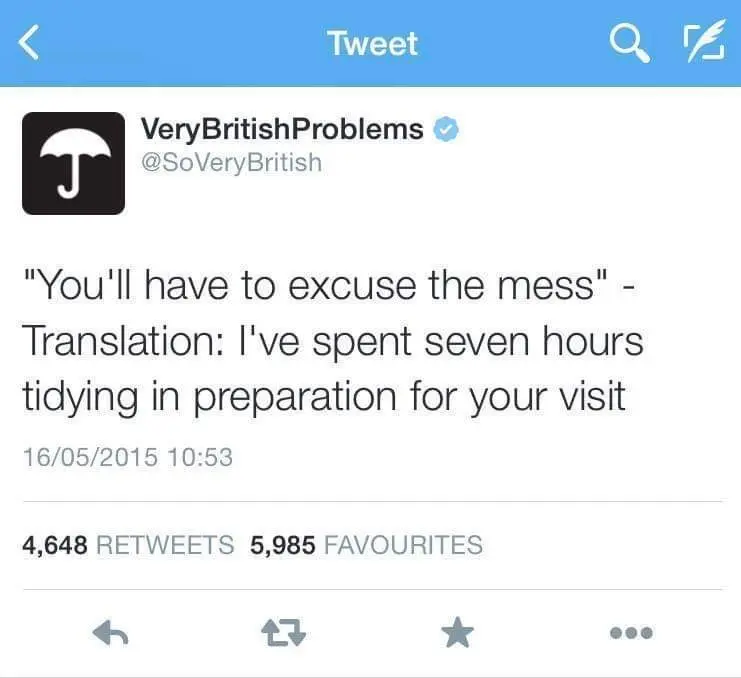 Tweet
VeryBritishProblems
@SoVeryBritish
"You'll have to excuse the mess" -
Translation: I've spent seven hours
tidying in preparation for your visit
16/05/2015 10:53
4,648 RETWEETS 5,985 FAVOURITES